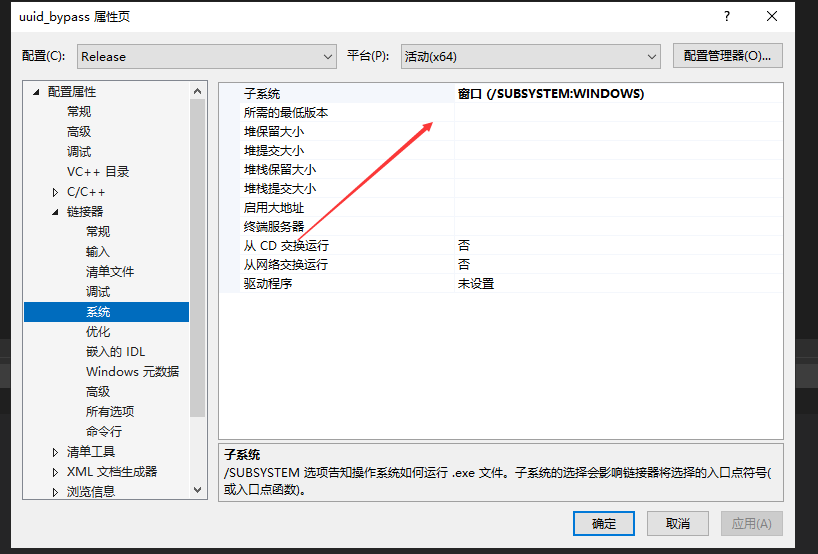 uuid_bypass 属性页
?
配置(C):
Release
平台(P):
活动(x64)
配置管理器(O)...
配置属性
常规
高级
调试
VC++ 目录
C/C++
链接器
常规
输入
清单文件
调试
系统
优化
嵌入的 IDL
Windows 元数据
高级
所有选项
命令行
清单工具
XML 文档生成器
浏览信息
子系统 窗口 (/SUBSYSTEM:WINDOWS)
所需的最低版本
堆保留大小
堆提交大小
堆栈保留大小
堆栈提交大小
启用大地址
终端服务器
从 CD 交换运行 否
从网络交换运行 否
驱动程序 未设置
子系统
/SUBSYSTEM 选项告知操作系统如何运行 .exe 文件。子系统的选择会影响链接器将选择的入口点符号(
或入口点函数)。
确定
取消
应用(A)